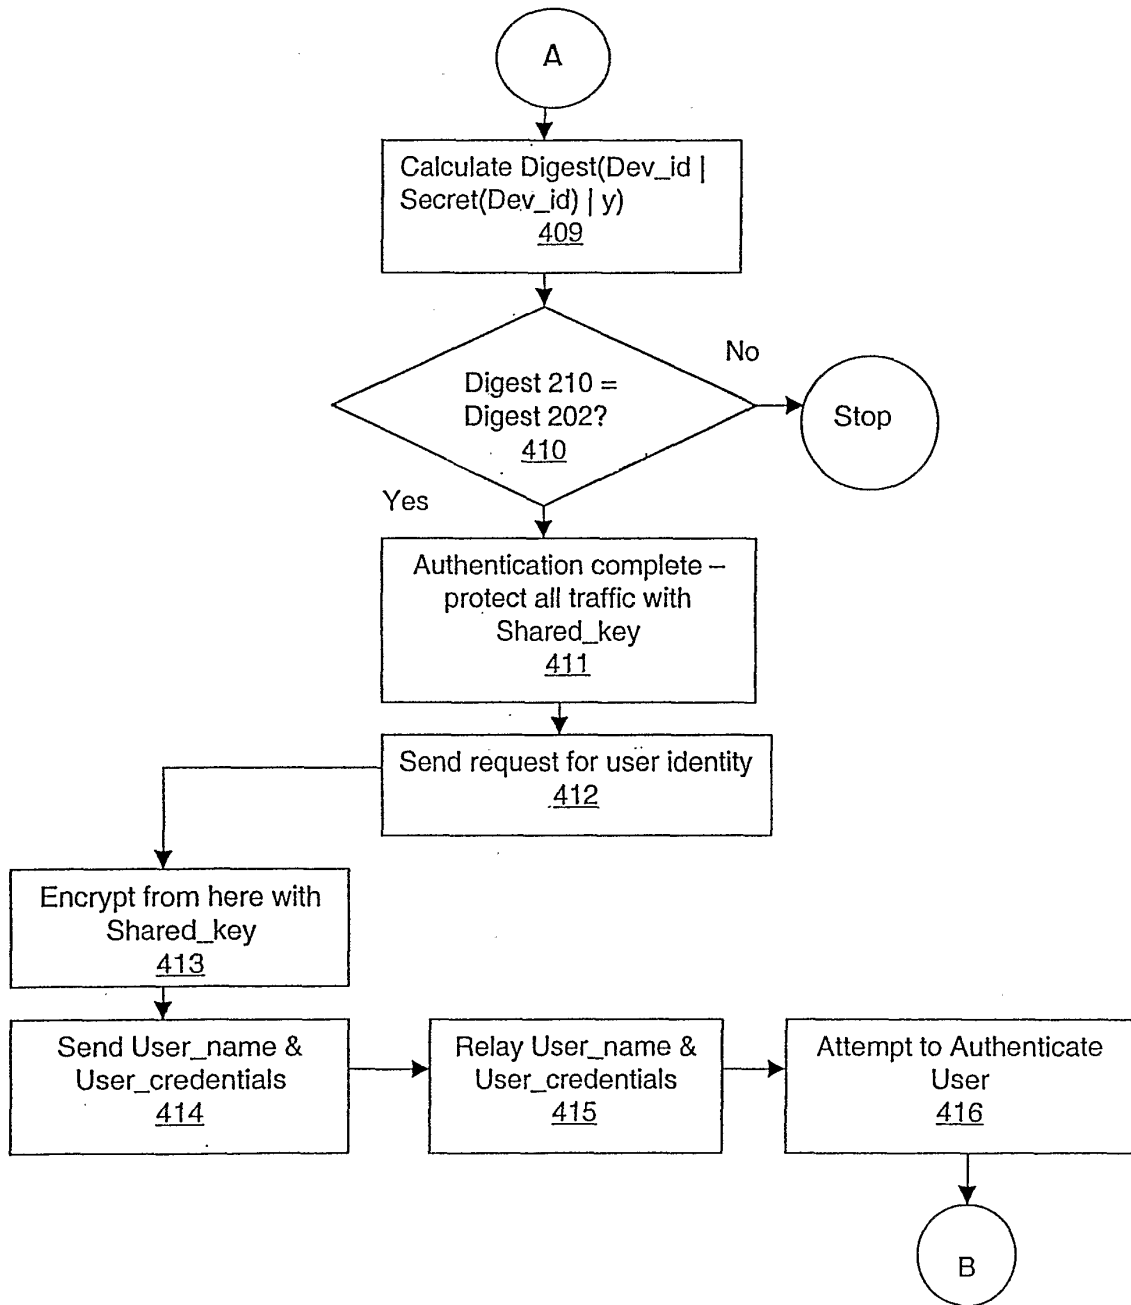 A
Calculate Digest(Dev_id |
Secret(Dev_id) | y)
409
No
Digest 210 =
Digest 202?
410
Stop
Yes
Authentication complete –
protect all traffic with
Shared_key
411
Send request for user identity
412
Encrypt from here with
Shared_key
413
Send User_name &
User_credentials
414
Relay User_name &
User_credentials
415
Attempt to Authenticate
User
416
B